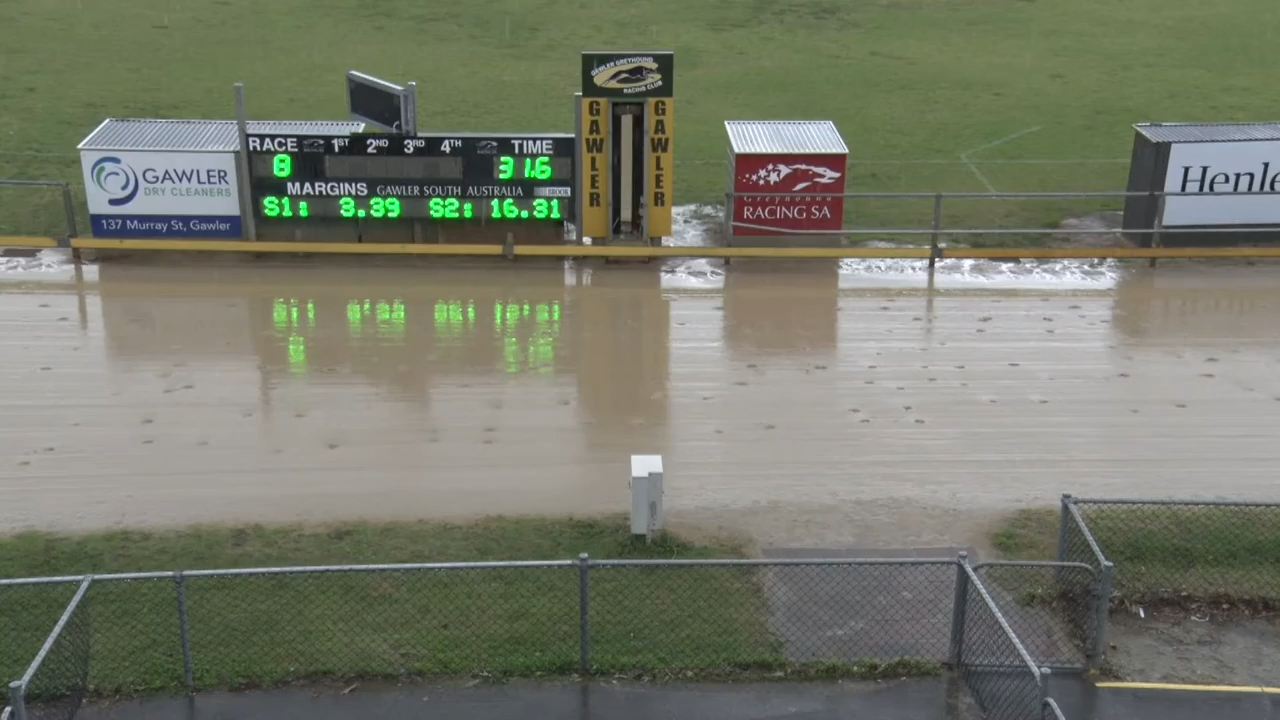 GAWLER GREYHOUND
RACING CLUB
GAWLER
GAWLER
RACE 1ST 2ND 3RD 4TH TIME
8 31.6
MARGINS GAWLER SOUTH AUSTRALIA
S1: 3.39 S2: 16.31
GAWLER
DRY CLEANERS
137 Murray St, Gawler
Greyhound
RACING SA
Henle